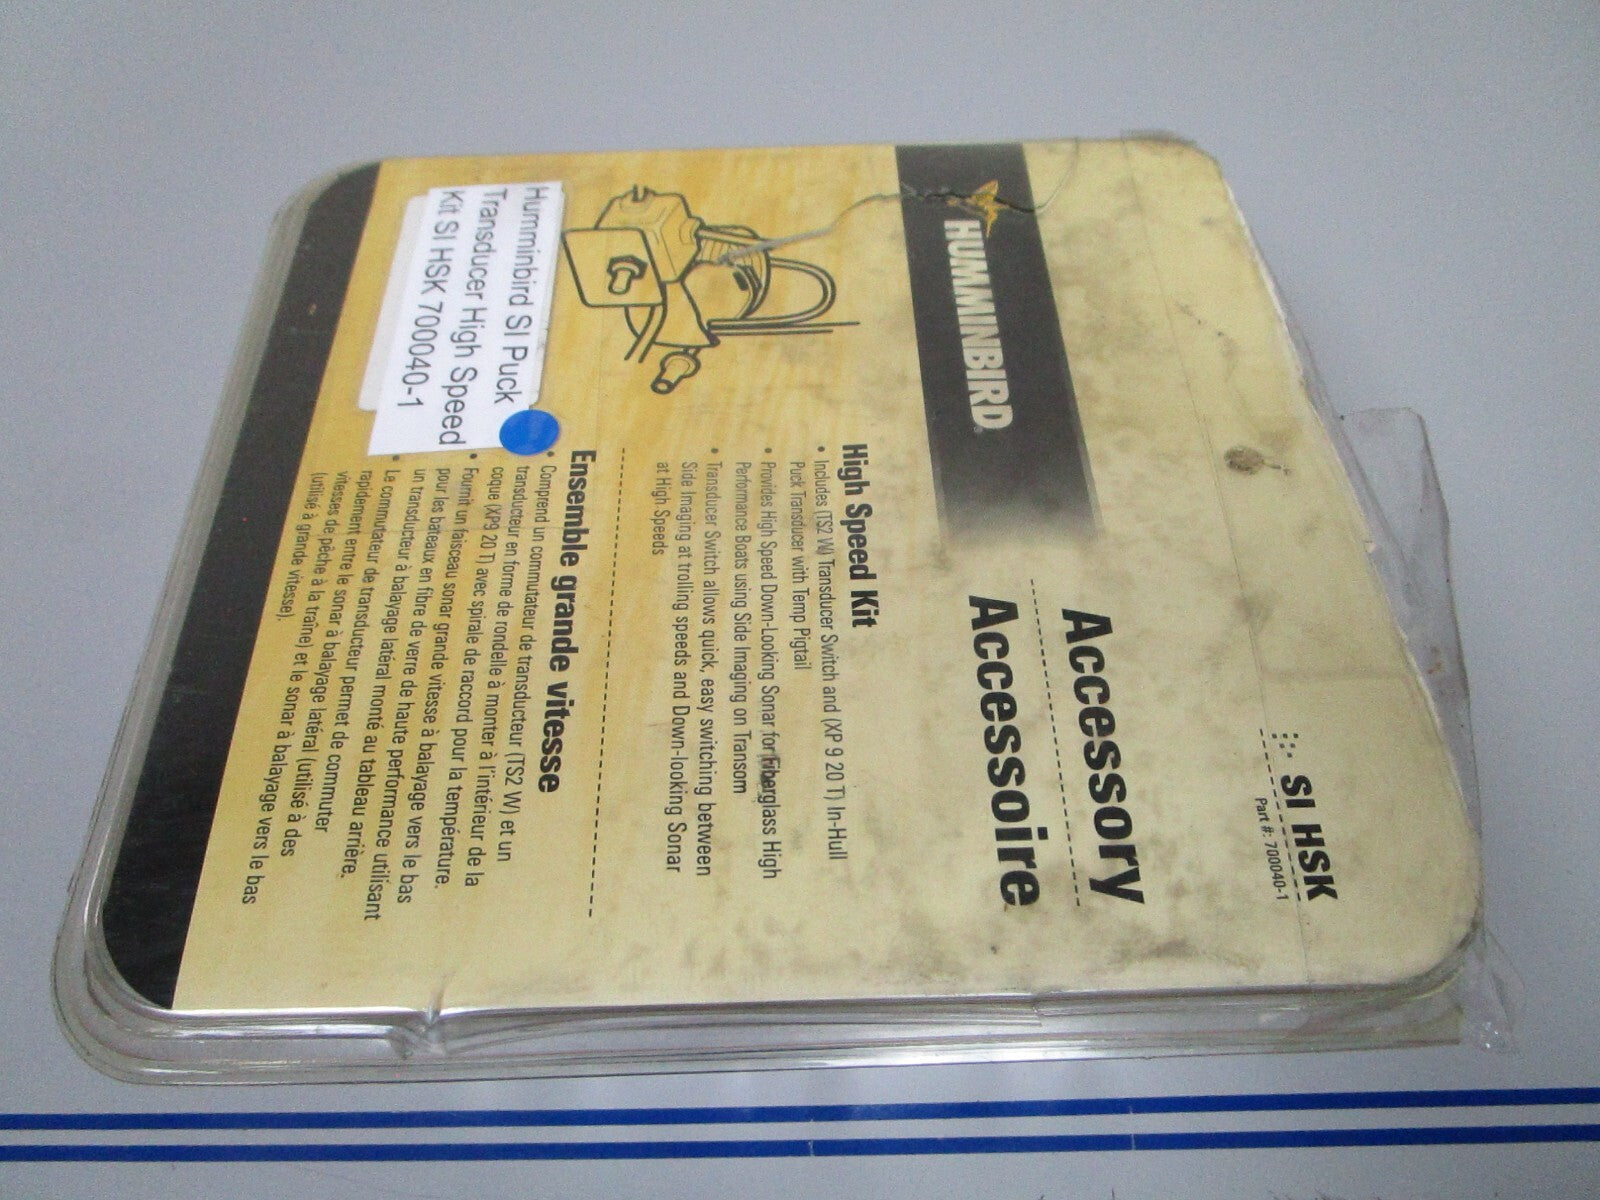 SI HSK
Part #: 700040-1
Accessory
Accessoire
HUMMINBIRD
High Speed Kit
• Includes (TS2 W) Transducer Switch and (XP 9 20 T) In-Hull
Puck Transducer with Temp Pigtail
• Provides High Speed Down-Looking Sonar for Fiberglass High
Performance Boats using Side Imaging on Transom
• Transducer Switch allows quick, easy switching between
Side Imaging at trolling speeds and Down-looking Sonar
at High Speeds
Ensemble grande vitesse
• Comprend un commutateur de transducteur (TS2 W) et un
transducteur en forme de rondelle à monter à l'intérieur de la
coque (XP9 20 T) avec spirale de raccord pour la température.
• Fournit un faisceau sonar grande vitesse à balayage vers le bas
pour les bateaux en fibre de verre de haute performance utilisant
un transducteur à balayage latéral monté au tableau arrière.
• Le commutateur de transducteur permet de commuter
rapidement entre le sonar à balayage latéral (utilisé à des
vitesses de pêche à la traîne) et le sonar à balayage vers le bas
(utilisé à grande vitesse).
Humminbird SI Puck
Transducer High Speed
Kit SI HSK 700040-1